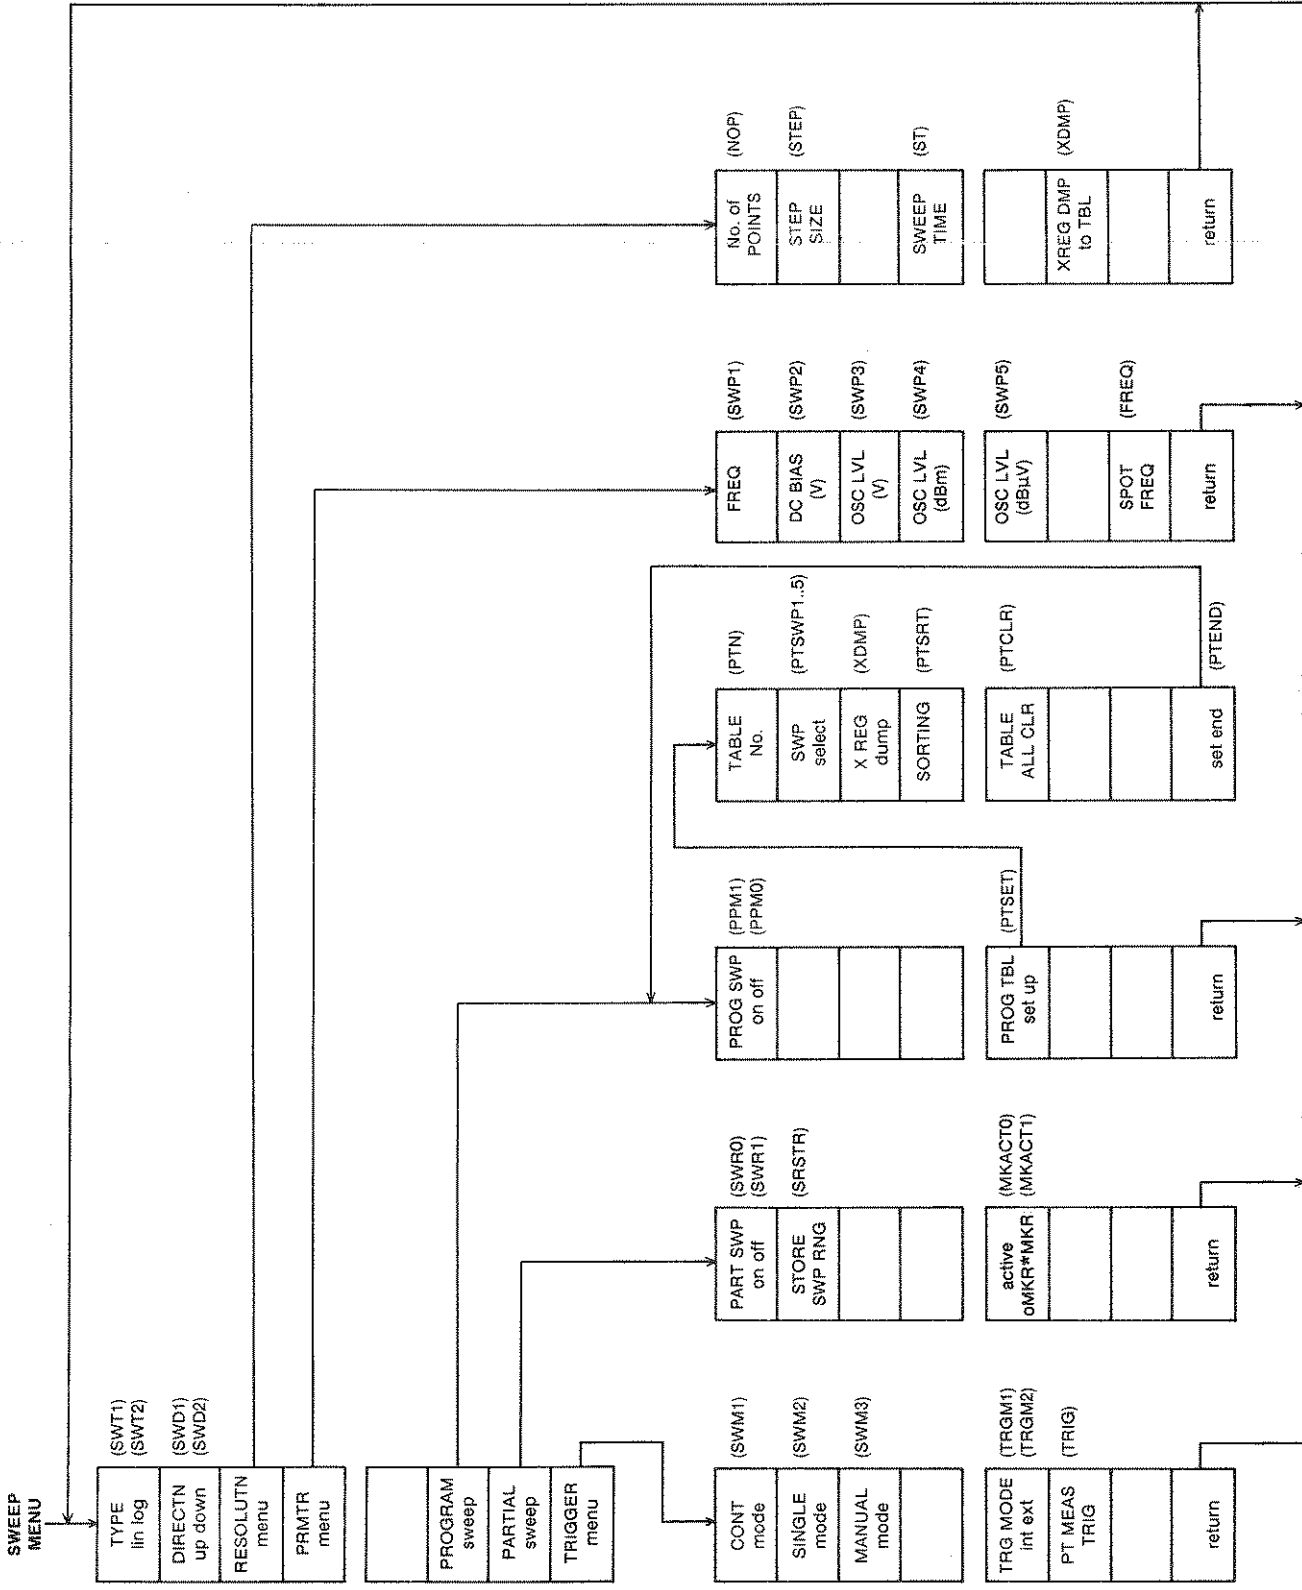 SWEEP
MENU
TYPE
lin log
(SWT1)
(SWT2)
DIRECTN
up down
(SWD1)
(SWD2)
RESOLUTN
menu
PRMTR
menu
PROGRAM
sweep
PARTIAL
sweep
TRIGGER
menu
CONT
mode
(SWM1)
SINGLE
mode
(SWM2)
MANUAL
mode
(SWM3)
TRG MODE
int ext
(TRGM1)
(TRGM2)
PT MEAS
TRIG
(TRIG)
return
PART SWP
on off
(SWR0)
(SWR1)
STORE
SWP RNG
(SRSTR)
active
oMKR*MKR
(MKACT0)
(MKACT1)
return
PROG SWP
on off
(PPM1)
(PPM0)
PROG TBL
set up
(PTSET)
return
TABLE
No.
(PTN)
SWP
select
(PTSWP1..5)
X REG
dump
(XDMP)
SORTING
(PTSRT)
TABLE
ALL CLR
(PTCLR)
set end
(PTEND)
FREQ
(SWP1)
DC BIAS
(V)
(SWP2)
OSC LVL
(V)
(SWP3)
OSC LVL
(dBm)
(SWP4)
OSC LVL
(dBµV)
(SWP5)
SPOT
FREQ
(FREQ)
return
No. of
POINTS
(NOP)
STEP
SIZE
(STEP)
SWEEP
TIME
(ST)
XREG DMP
to TBL
(XDMP)
return